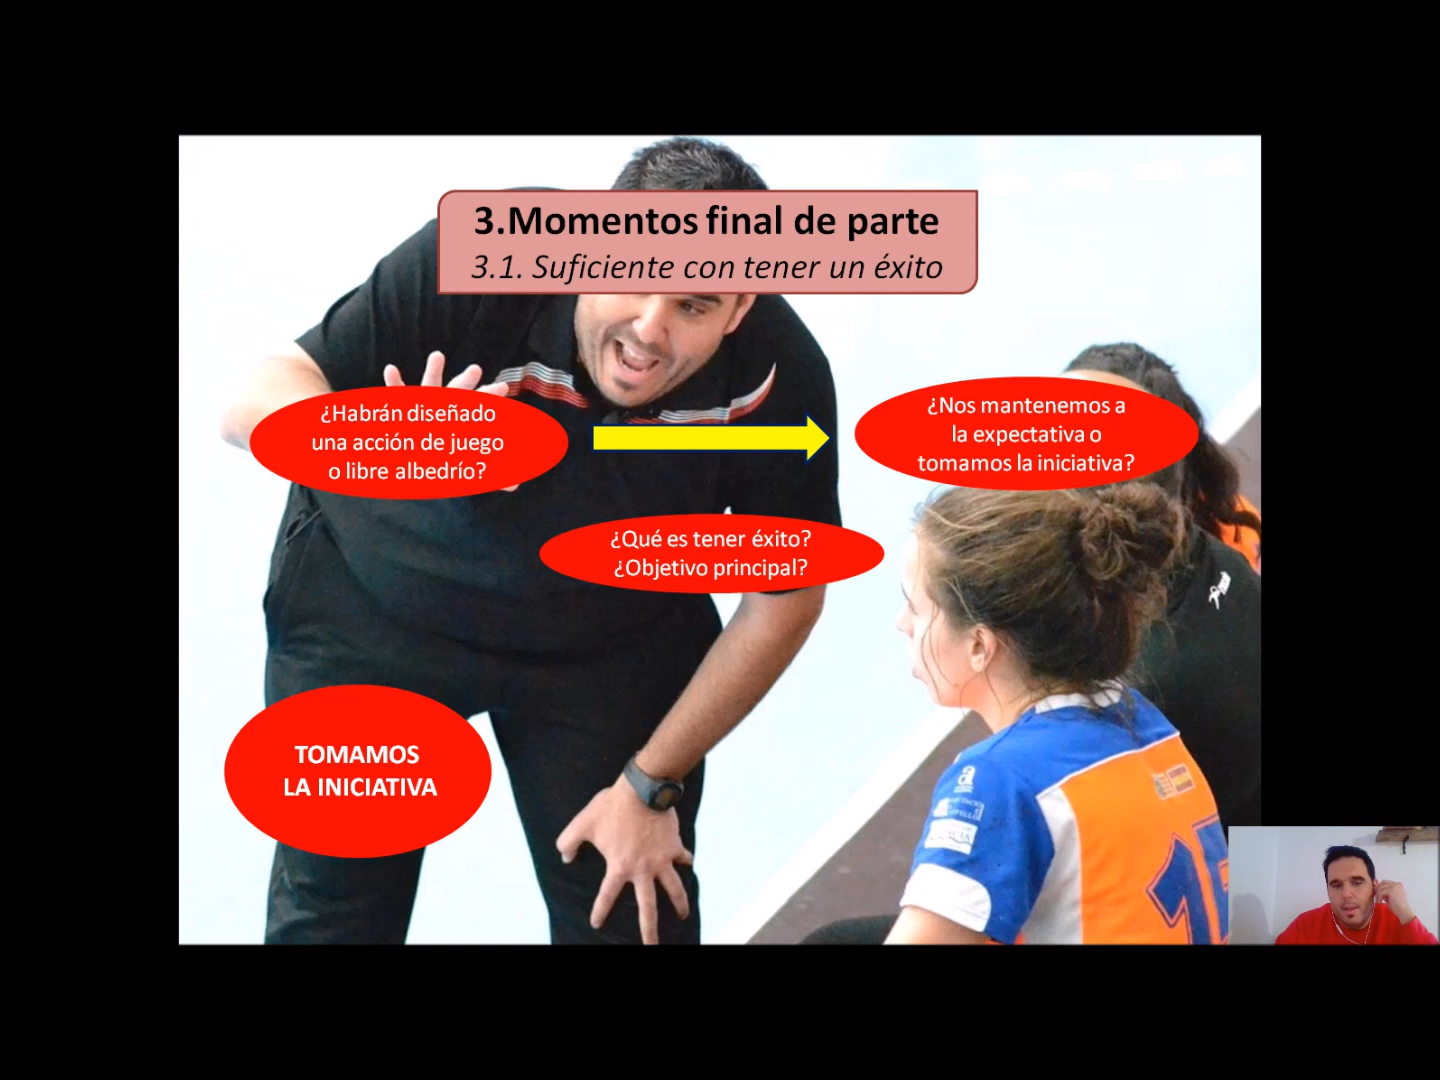 3.Momentos final de parte
3.1. Suficiente con tener un éxito
¿Habrán diseñado
una acción de juego
o libre albedrío?
¿Nos mantenemos a
la expectativa o
tomamos la iniciativa?
¿Qué es tener éxito?
¿Objetivo principal?
TOMAMOS
LA INICIATIVA